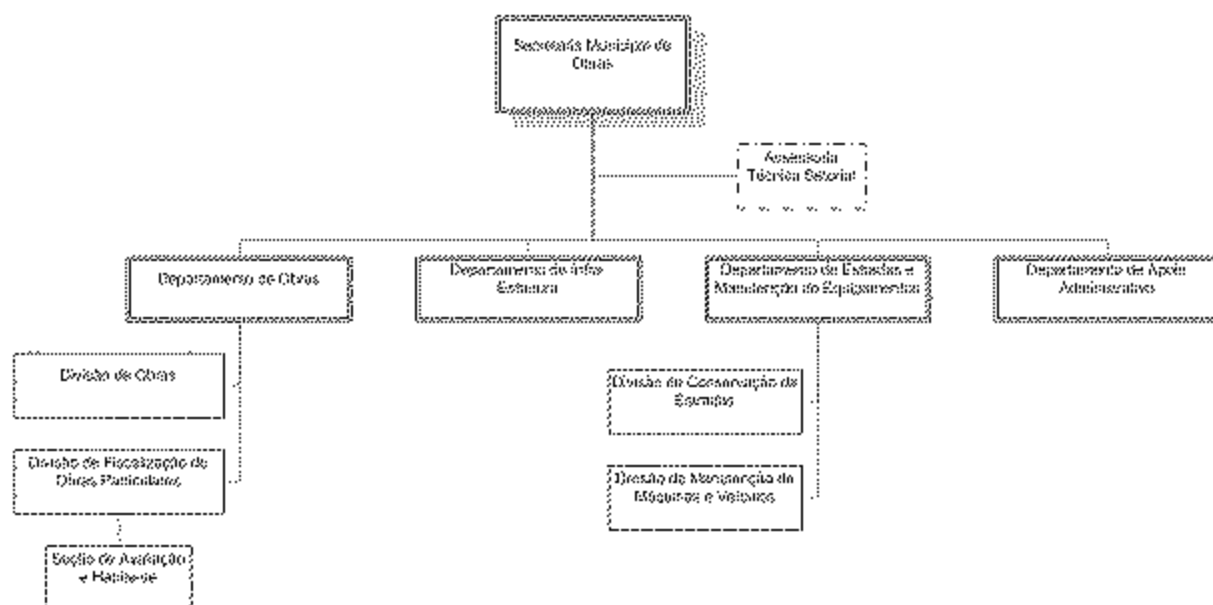 Secretaria Municipal de
Obras
Assessoria
Técnica Setorial
Departamento de Obras
Departamento de Infra
Estrutura
Departamento de Estradas e
Manutenção de Equipamentos
Departamento de Apoio
Administrativo
Divisão de Obras
Divisão de Conservação de
Estradas
Divisão de Fiscalização de
Obras Particulares
Divisão de Manutenção de
Máquinas e Veículos
Seção de Avaliação
e Habite-se